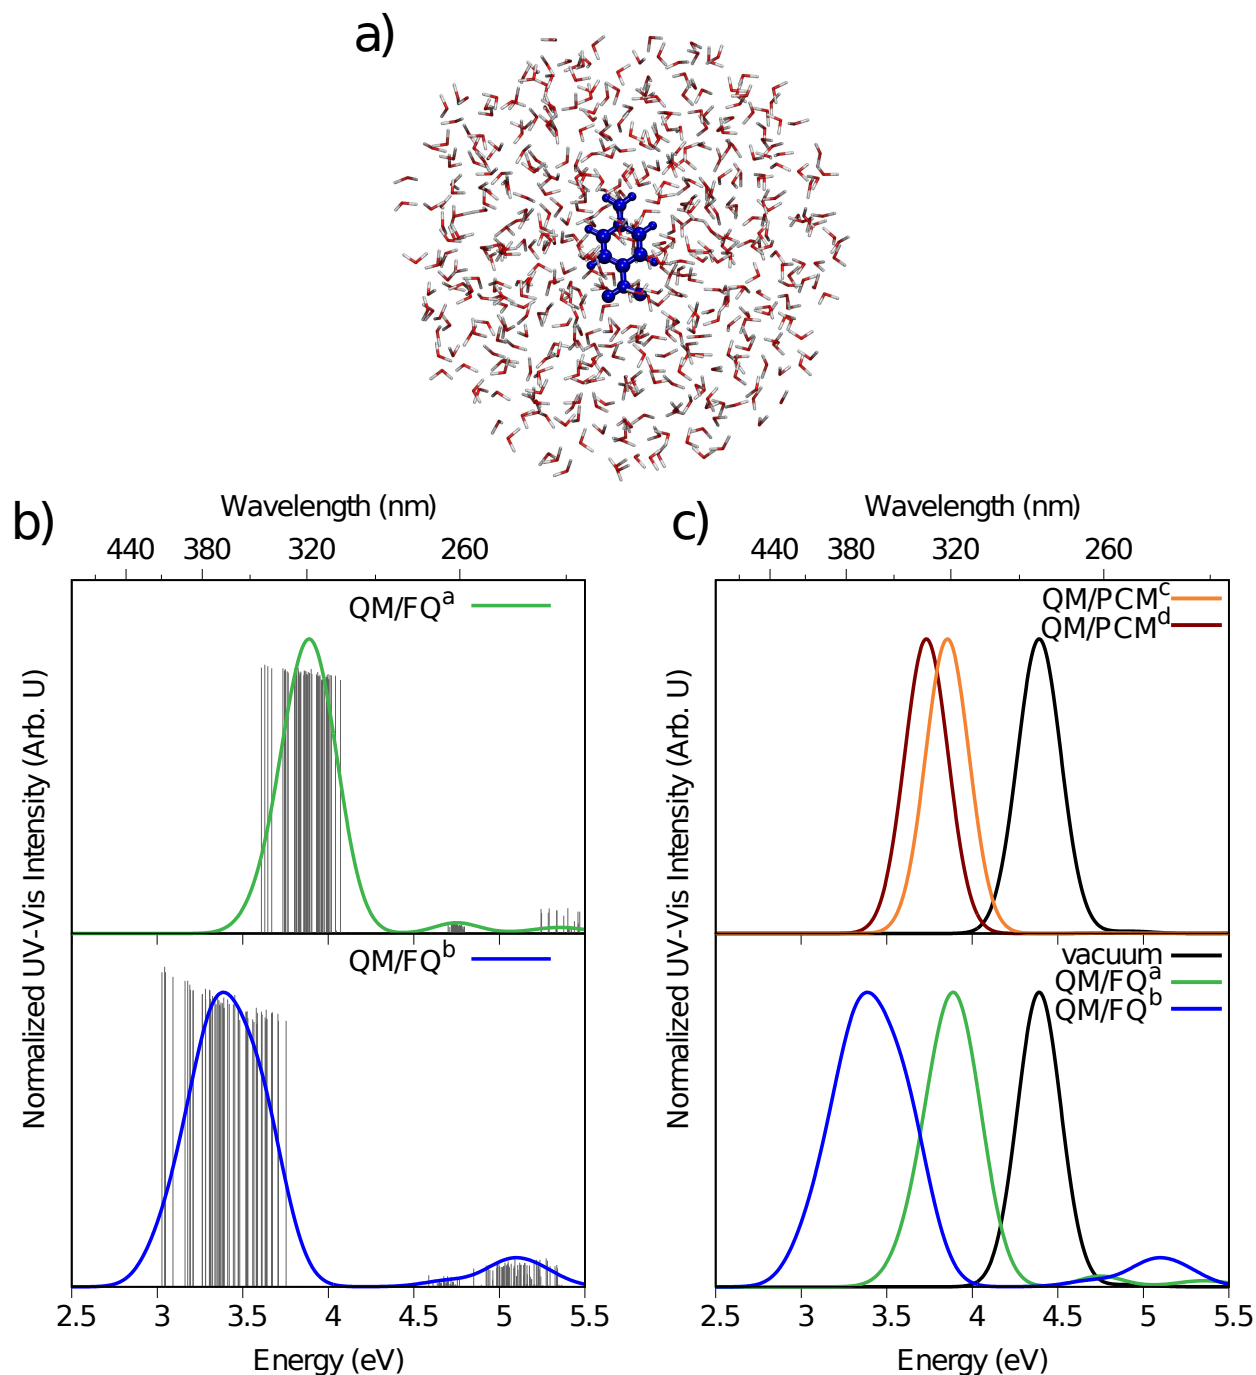 a)
b)
Wavelength (nm)
440 380 320 260
QM/FQa
QM/FQb
Normalized UV-Vis Intensity (Arb. U)
2.5 3 3.5 4 4.5 5 5.5
Energy (eV)
c)
Wavelength (nm)
440 380 320 260
QM/PCMc
QM/PCMd
vacuum
QM/FQa
QM/FQb
Normalized UV-Vis Intensity (Arb. U)
2.5 3 3.5 4 4.5 5 5.5
Energy (eV)